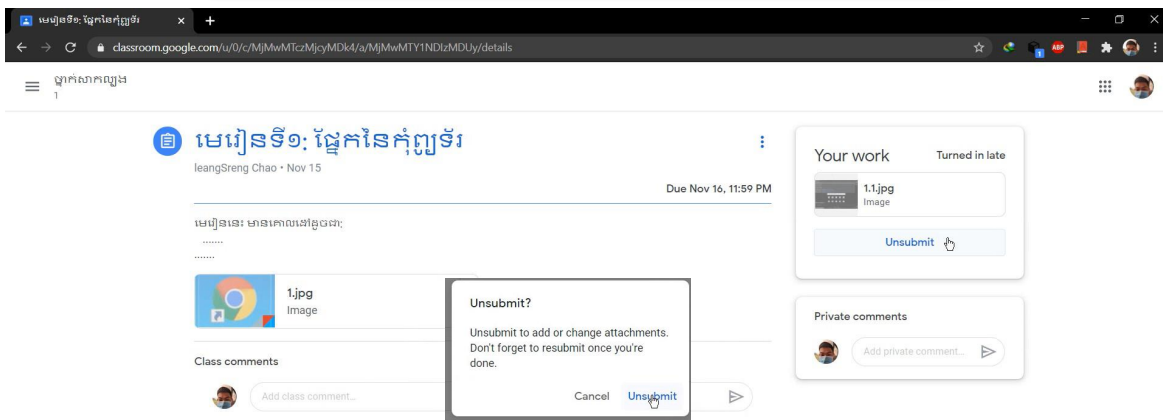 មេរៀនទី១: ផ្នែកនៃកុំព្យូទ័រ
classroom.google.com/u/0/c/MjMwMTczMjcyMDk4/a/MjMwMTY1NDIzMDUy/details
ABP
1
ថ្នាក់សាកល្បង
1
មេរៀនទី១: ផ្នែកនៃកុំព្យូទ័រ
leangSreng Chao • Nov 15
Due Nov 16, 11:59 PM
មេរៀននេះ មានគោលដៅដូចជា:
.......
.......
1.jpg
Image
Class comments
Add class comment...
Unsubmit?
Unsubmit to add or change attachments.
Don't forget to resubmit once you're
done.
Cancel Unsubmit
Your work Turned in late
1.1.jpg
Image
Unsubmit
Private comments
Add private comment...